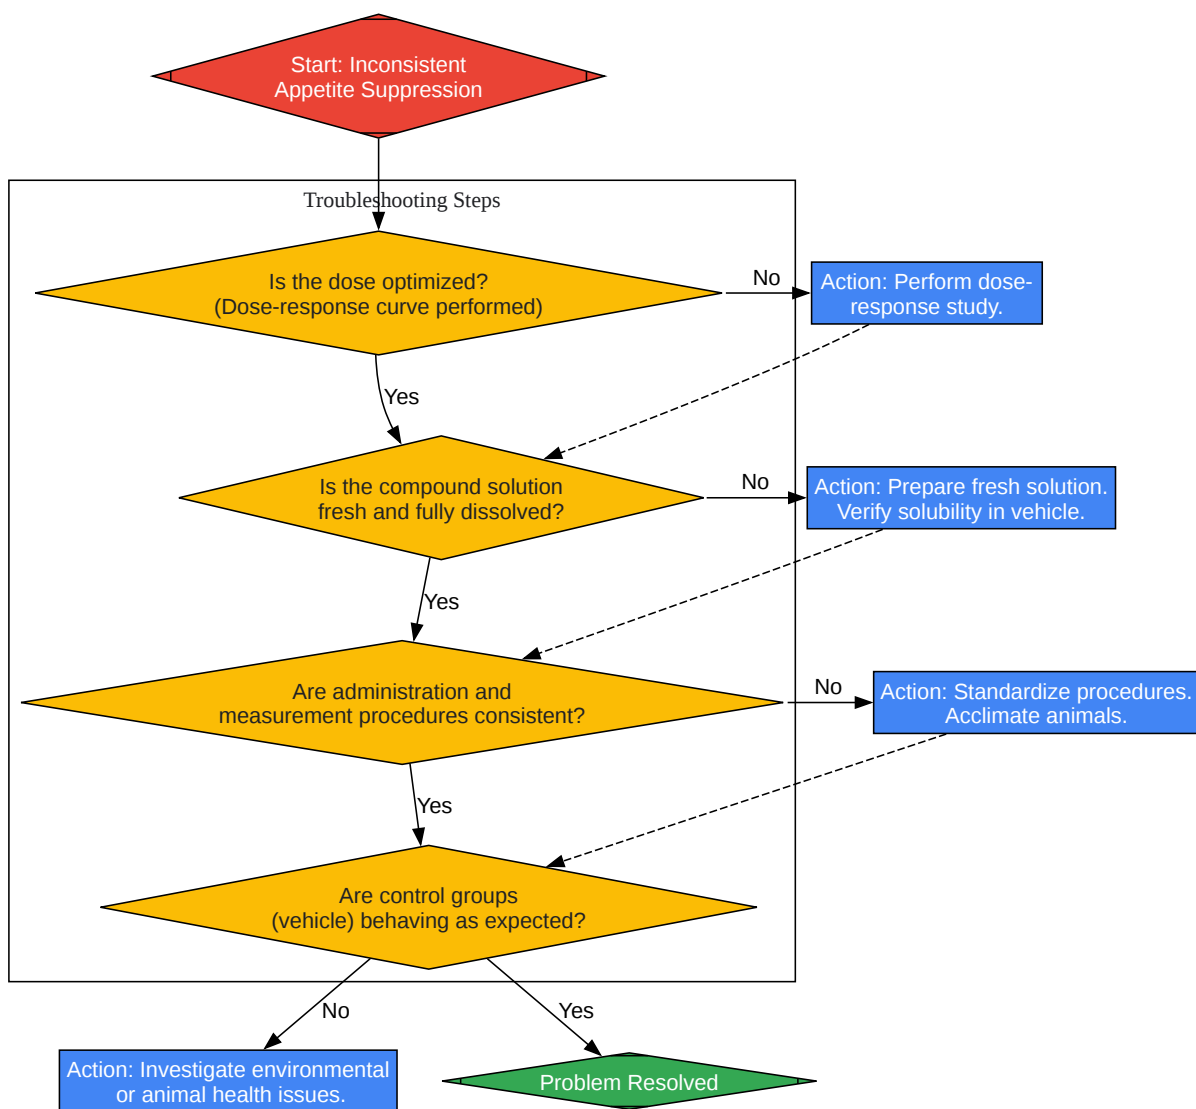 Start: Inconsistent
Appetite Suppression
Troubleshooting Steps
Is the dose optimized?
(Dose-response curve performed)
No
Action: Perform dose-
response study.
Yes
Is the compound solution
fresh and fully dissolved?
No
Action: Prepare fresh solution.
Verify solubility in vehicle.
Yes
Are administration and
measurement procedures consistent?
No
Action: Standardize procedures.
Acclimate animals.
Yes
Are control groups
(vehicle) behaving as expected?
No
Yes
Action: Investigate environmental
or animal health issues.
Problem Resolved